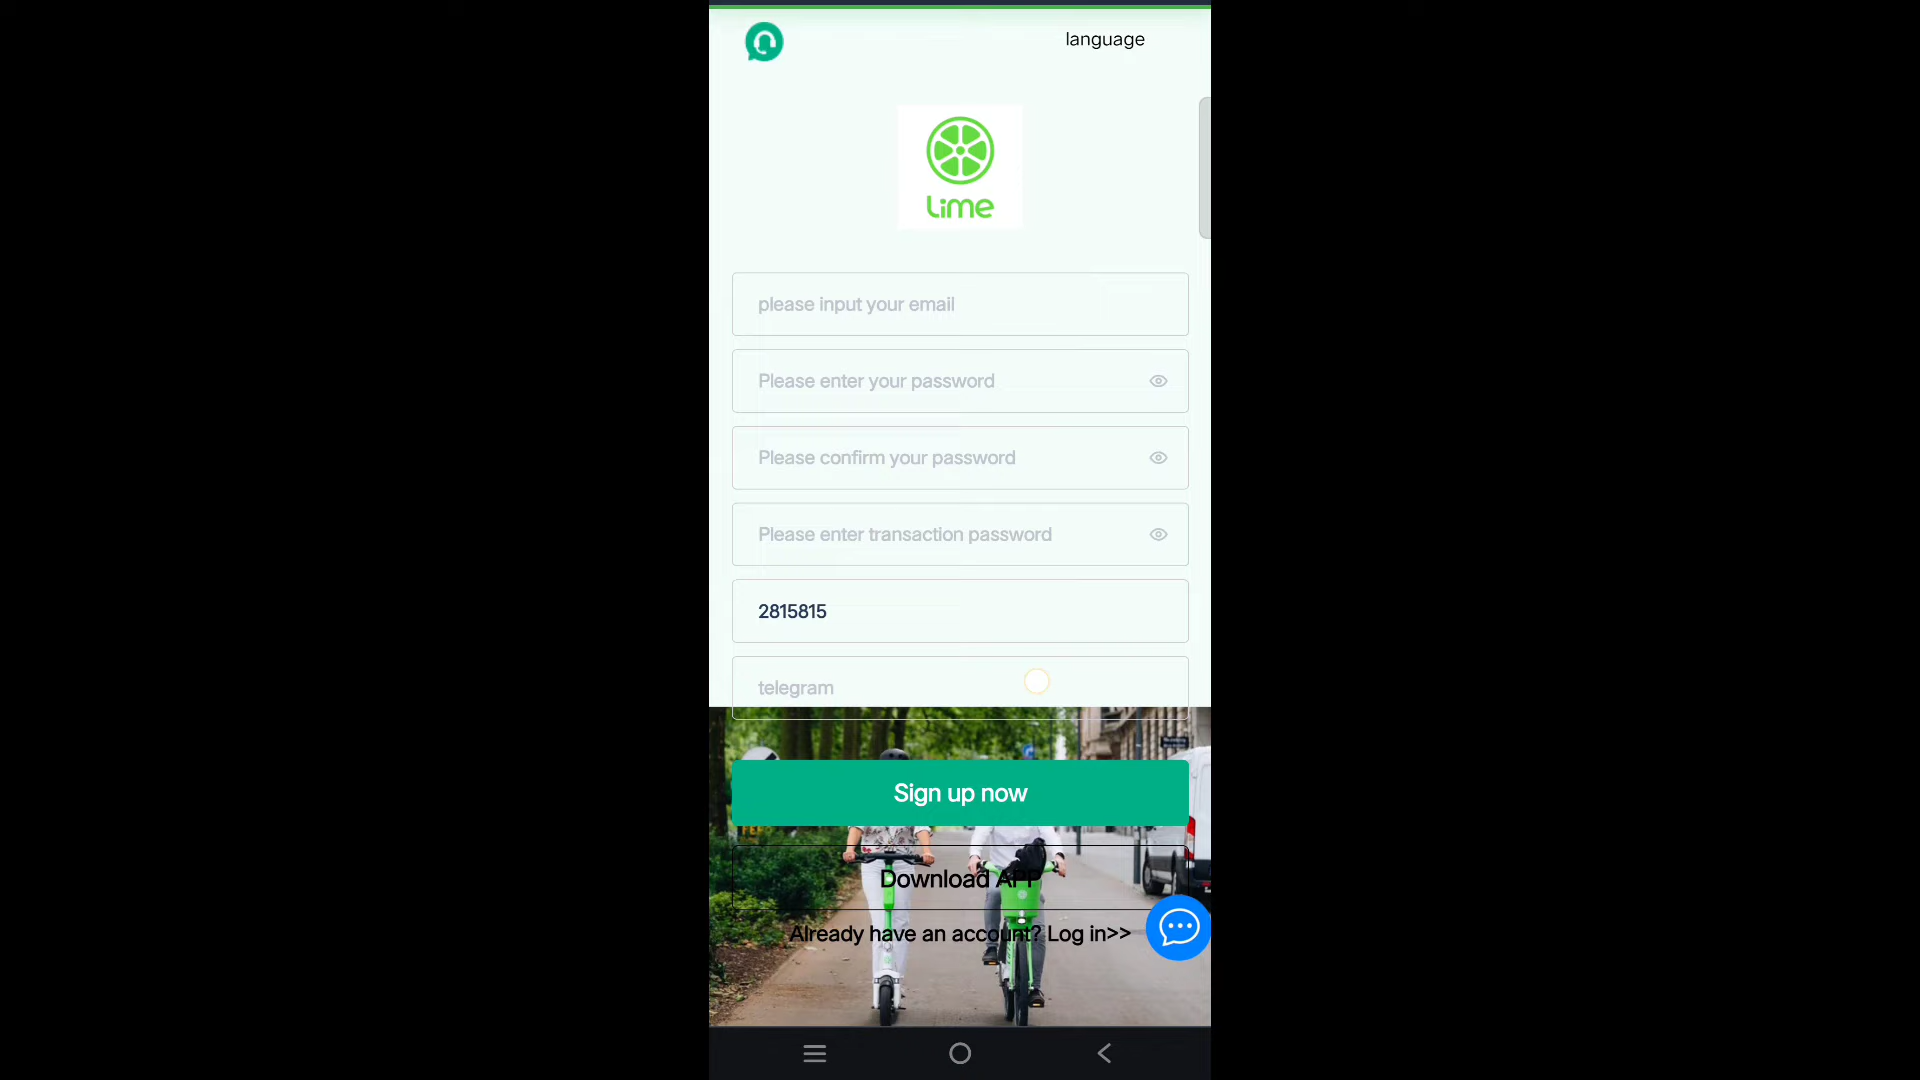 language
Lime
please input your email
Please enter your password
Please confirm your password
Please enter transaction password
2815815
telegram
Sign up now
Download APP
Already have an account? Log in>>